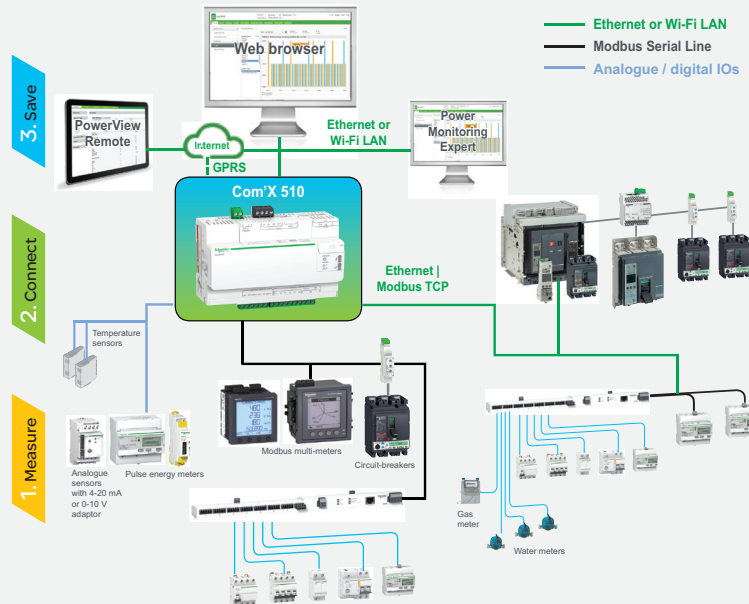 Ethernet or Wi-Fi LAN
Modbus Serial Line
Analogue / digital IOs
3. Save
Web browser
PowerView
Remote
Internet
GPRS
Ethernet or
Wi-Fi LAN
Power
Monitoring
Expert
Com'X 510
2. Connect
Ethernet |
Modbus TCP
Temperature
sensors
1. Measure
Analogue
sensors
with 4-20 mA
or 0-10 V
adaptor
Pulse energy meters
Modbus multi-meters
Circuit-breakers
Gas
meter
Water meters